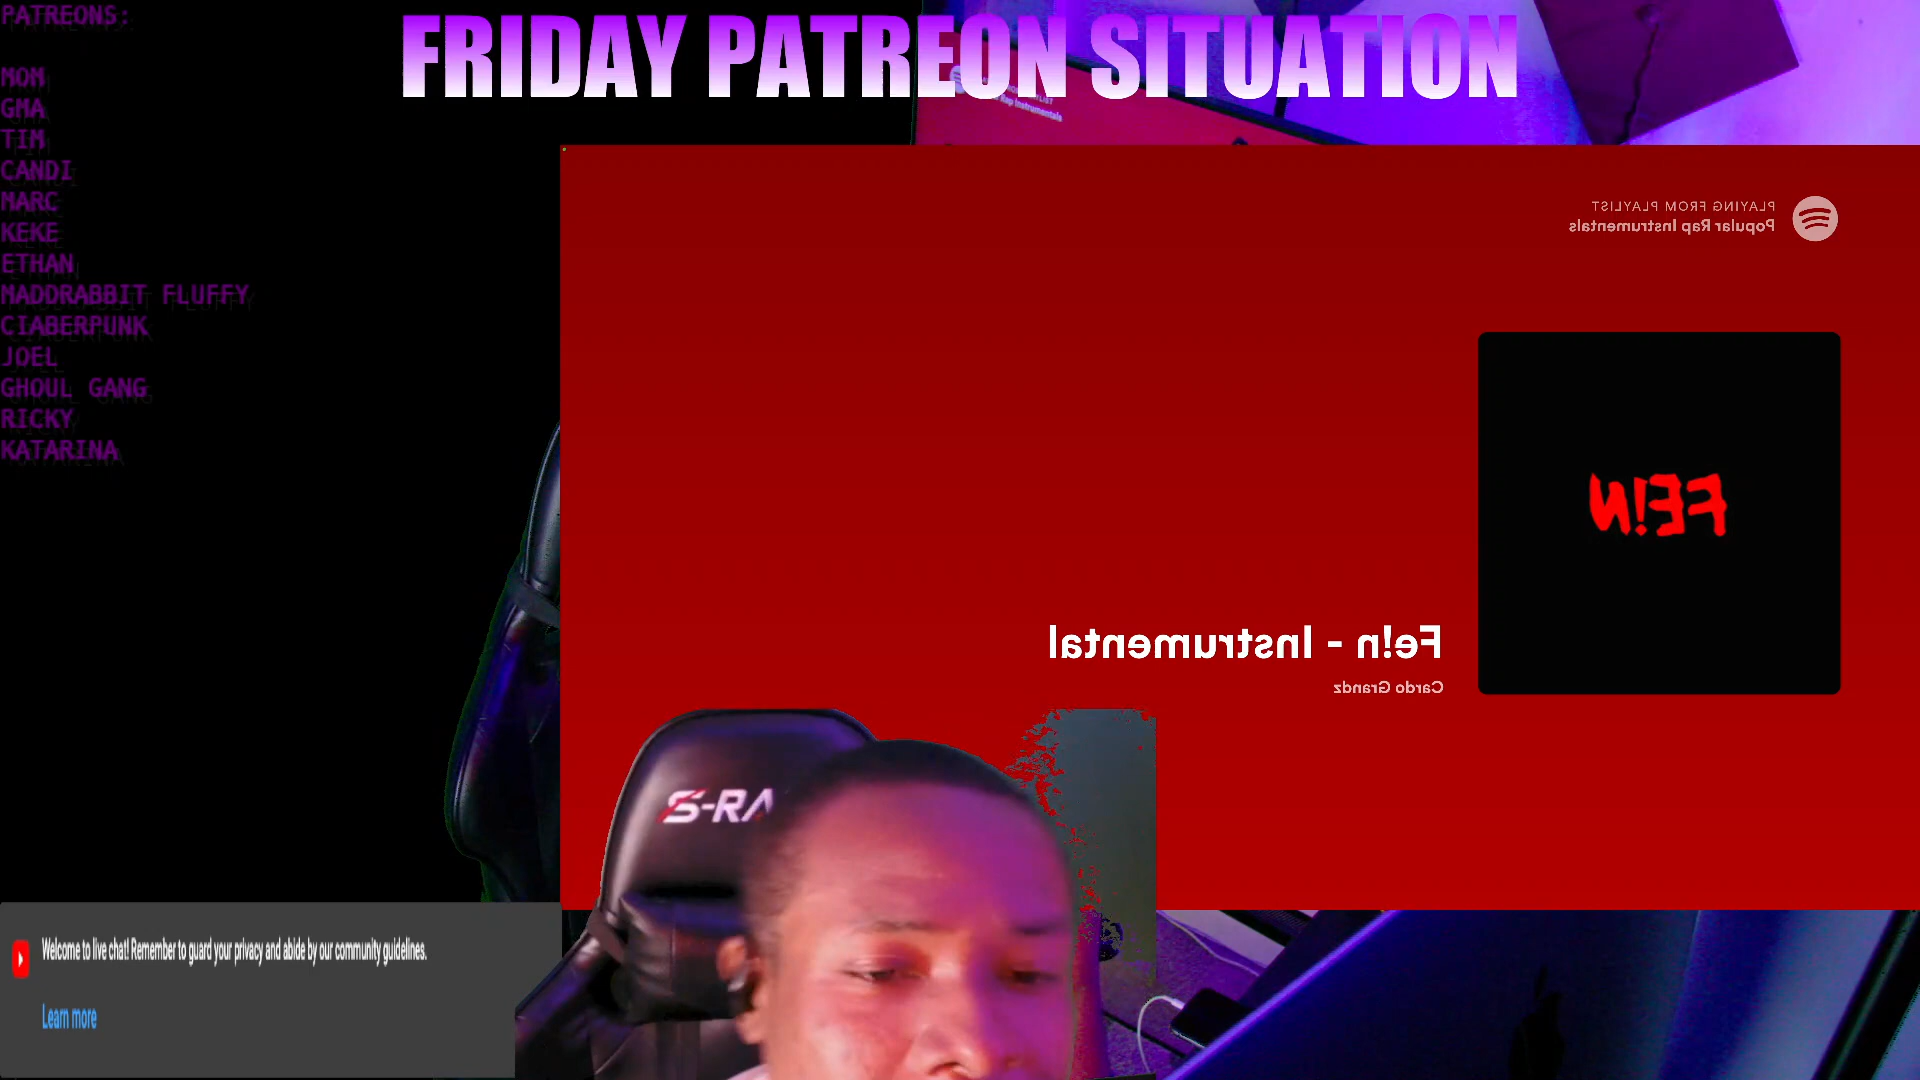 PATREONS:
FRIDAY PATREON SITUATION
MOM
GMA
TIM
CANDI
MARC
KEKE
ETHAN
MADDRABBIT FLUFFY
CIABERPUNK
JOEL
GHOUL GANG
RICKY
KATARINA
PLAYING FROM PLAYLIST
Popular Rap Instrumentals
FE!N
Fe!n - Instrumental
Cardo Grandz
S-RA
Welcome to live chat! Remember to guard your privacy and abide by our community guidelines.
Learn more